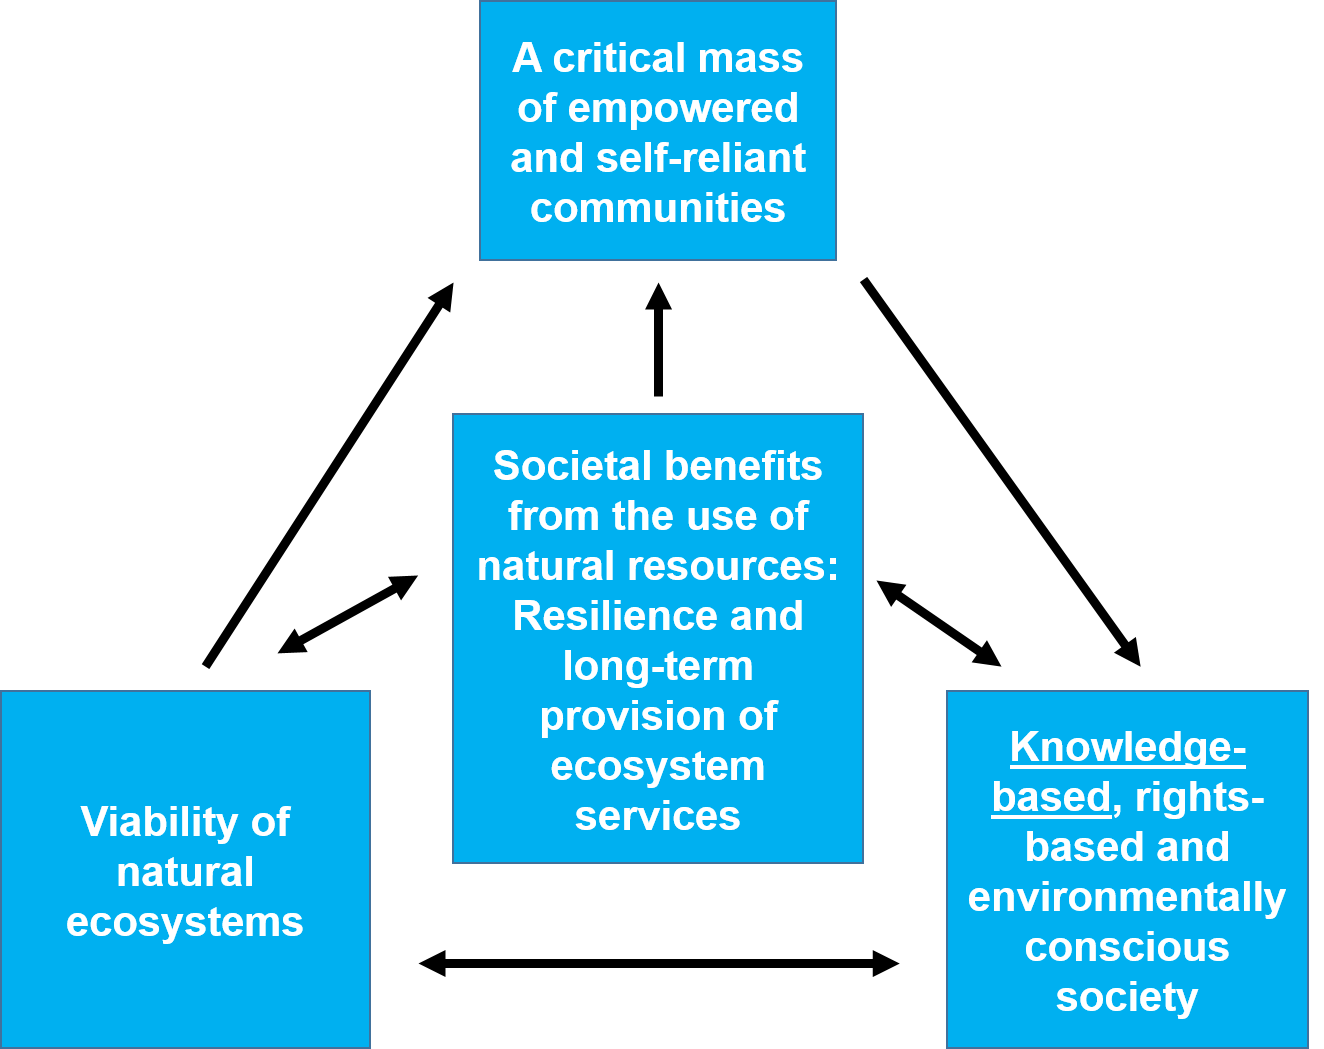 A critical mass
of empowered
and self-reliant
communities
Societal benefits
from the use of
natural resources:
Resilience and
long-term
provision of
ecosystem
services
Viability of
natural
ecosystems
Knowledge-
based, rights-
based and
environmentally
conscious
society